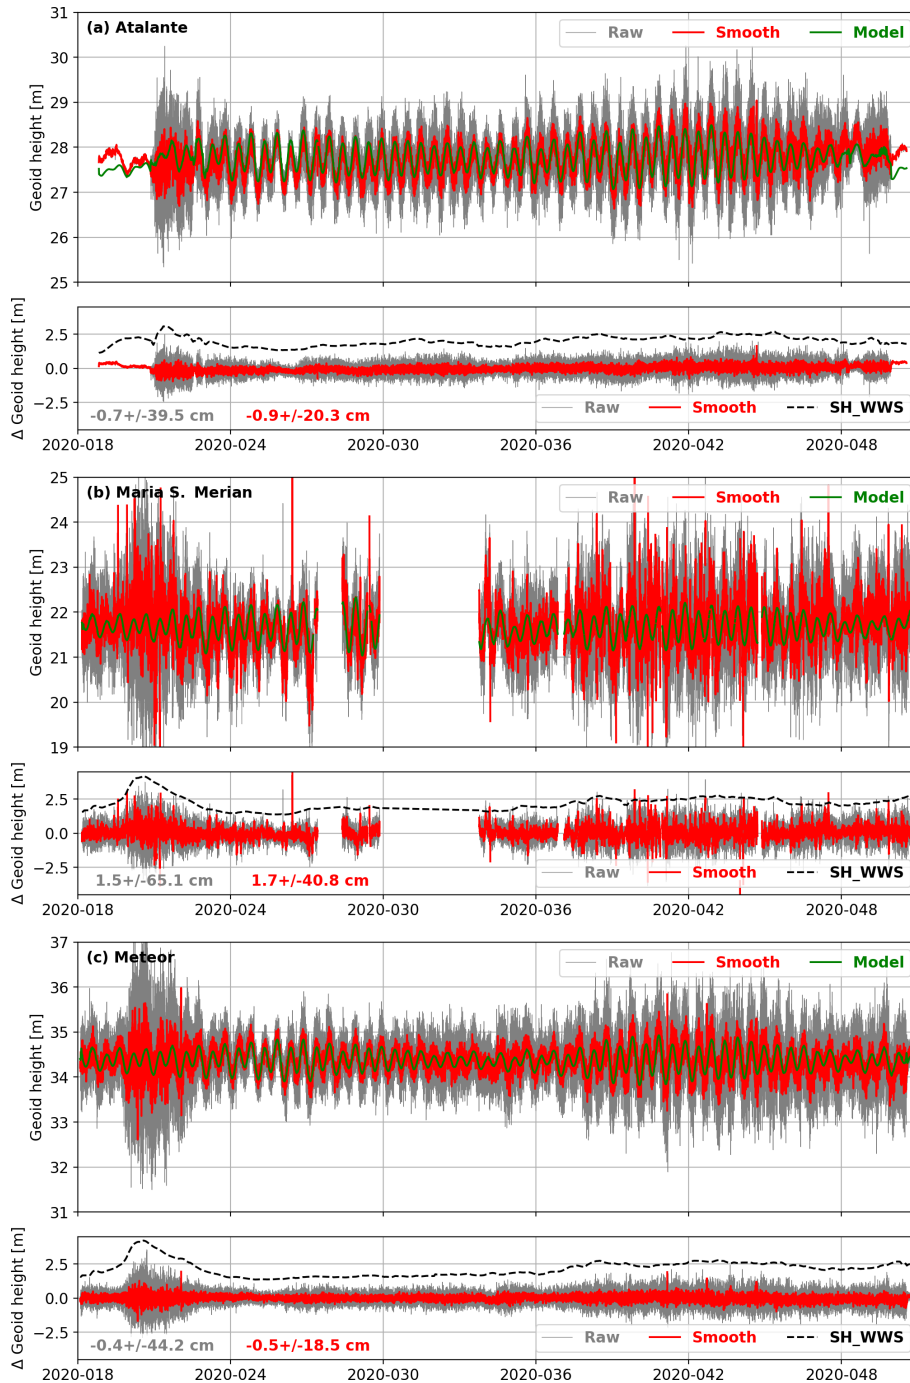 (a) Atalante
Raw Smooth Model
Geoid height [m]
31
30
29
28
27
26
25
Δ Geoid height [m]
2.5
0.0
−2.5
-0.7+/-39.5 cm -0.9+/-20.3 cm
Raw Smooth SH_WWS
2020-018 2020-024 2020-030 2020-036 2020-042 2020-048
(b) Maria S. Merian
Raw Smooth Model
Geoid height [m]
25
24
23
22
21
20
19
Δ Geoid height [m]
2.5
0.0
−2.5
1.5+/-65.1 cm 1.7+/-40.8 cm
Raw Smooth SH_WWS
2020-018 2020-024 2020-030 2020-036 2020-042 2020-048
(c) Meteor
Raw Smooth Model
Geoid height [m]
37
36
35
34
33
32
31
Δ Geoid height [m]
2.5
0.0
−2.5
-0.4+/-44.2 cm -0.5+/-18.5 cm
Raw Smooth SH_WWS
2020-018 2020-024 2020-030 2020-036 2020-042 2020-048